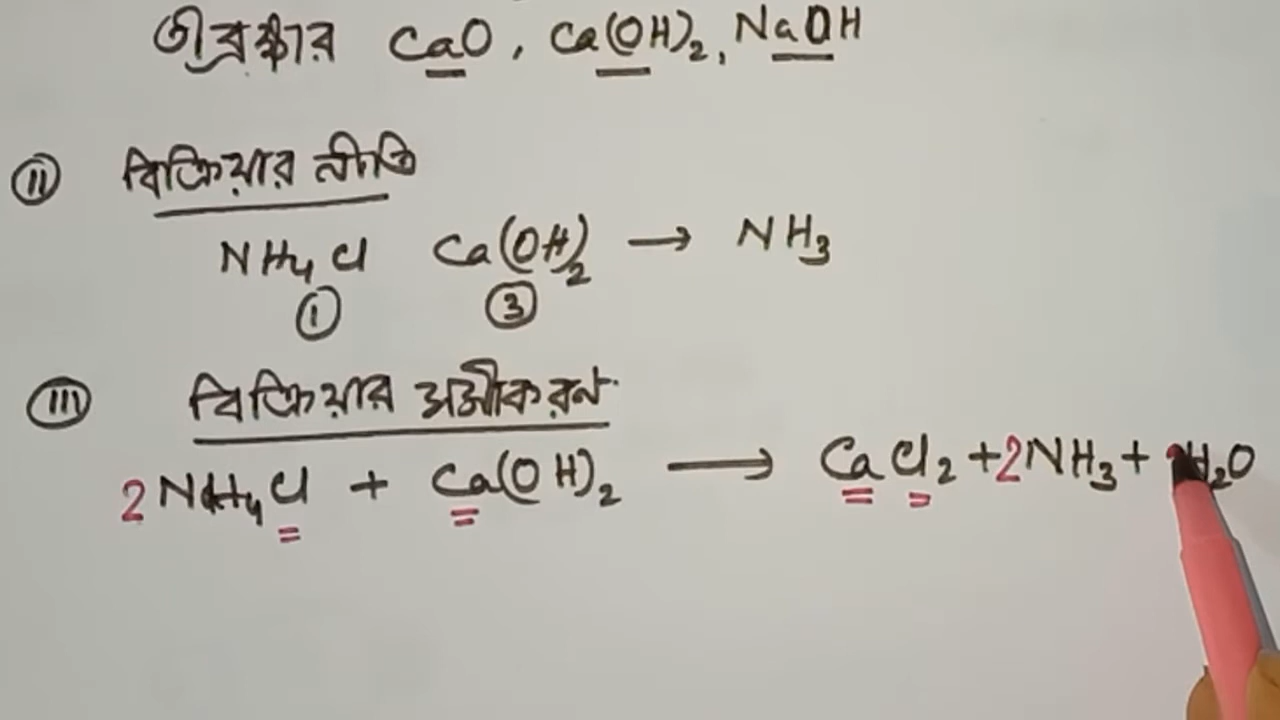 তীব্রক্ষার CaO, Ca(OH)2, NaOH
ii বিক্রিয়ার নীতি
NH4Cl Ca(OH)2 → NH3
1 3
iii বিক্রিয়ার সমীকরণ
2NH4Cl + Ca(OH)2 → CaCl2 + 2NH3 + H2O